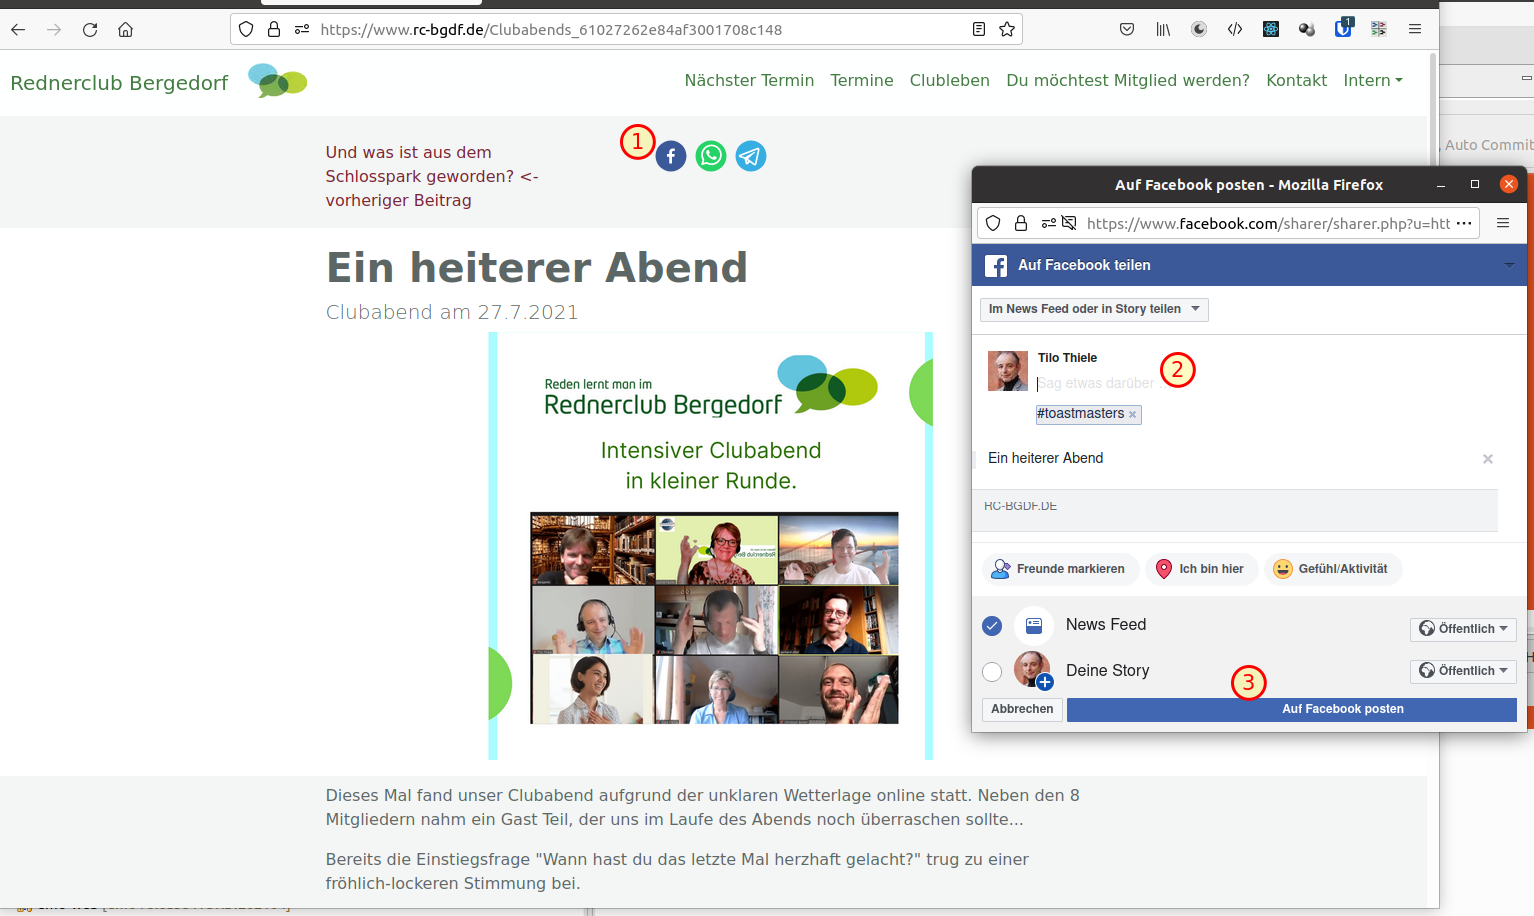 https://www.rc-bgdf.de/Clubabends_61027262e84af3001708c148
1
Rednerclub Bergedorf
Nächster Termin
Termine
Clubleben
Du möchtest Mitglied werden?
Kontakt
Intern
Und was ist aus dem
Schlosspark geworden? <-
vorheriger Beitrag
1
Ein heiterer Abend
Clubabend am 27.7.2021
Reden lernt man im
Rednerclub Bergedorf
Intensiver Clubabend
in kleiner Runde.
Dieses Mal fand unser Clubabend aufgrund der unklaren Wetterlage online statt. Neben den 8
Mitgliedern nahm ein Gast Teil, der uns im Laufe des Abends noch überraschen sollte...
Bereits die Einstiegsfrage "Wann hast du das letzte Mal herzhaft gelacht?" trug zu einer
fröhlich-lockeren Stimmung bei.
, Auto Commit
Auf Facebook posten - Mozilla Firefox
https://www.facebook.com/sharer/sharer.php?u=htt
Auf Facebook teilen
Im News Feed oder in Story teilen
Tilo Thiele
Sag etwas darüber
2
#toastmasters
Ein heiterer Abend
RC-BGDF.DE
Freunde markieren
Ich bin hier
Gefühl/Aktivität
News Feed
Öffentlich
Deine Story
Öffentlich
3
Abbrechen
Auf Facebook posten